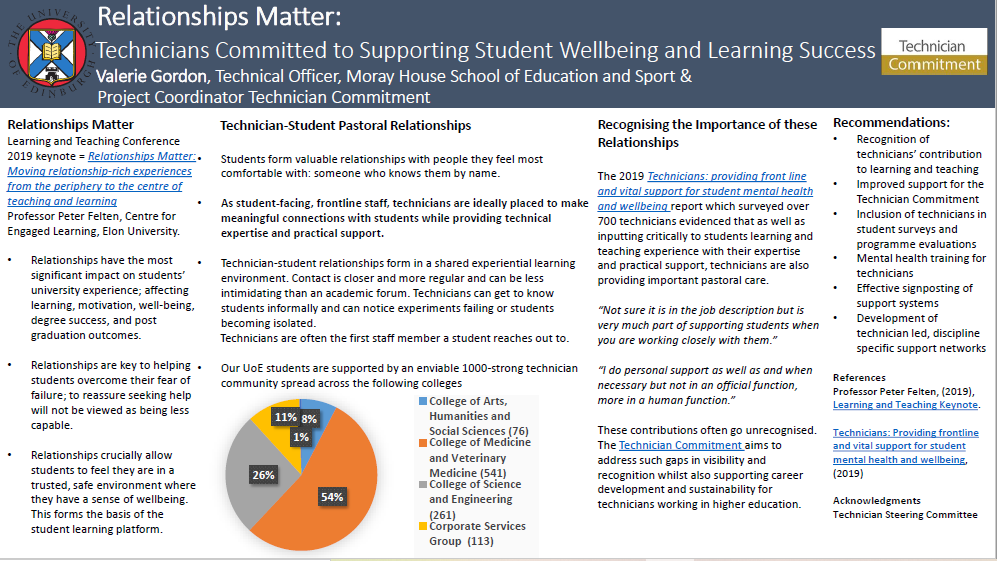 THE UNIVERSITY OF EDINBURGH
Relationships Matter:
Technicians Committed to Supporting Student Wellbeing and Learning Success
Valerie Gordon, Technical Officer, Moray House School of Education and Sport &
Project Coordinator Technician Commitment
Technician
Commitment
Relationships Matter
Learning and Teaching Conference
2019 keynote = Relationships Matter:
Moving relationship-rich experiences
from the periphery to the centre of
teaching and learning
Professor Peter Felten, Centre for
Engaged Learning, Elon University.
• Relationships have the most
significant impact on students’
university experience; affecting
learning, motivation, well-being,
degree success, and post
graduation outcomes.
• Relationships are key to helping
students overcome their fear of
failure; to reassure seeking help
will not be viewed as being less
capable.
• Relationships crucially allow
students to feel they are in a
trusted, safe environment where
they have a sense of wellbeing.
This forms the basis of the
student learning platform.
Technician-Student Pastoral Relationships
• Students form valuable relationships with people they feel most
comfortable with: someone who knows them by name.
• As student-facing, frontline staff, technicians are ideally placed to make
meaningful connections with students while providing technical
expertise and practical support.
• Technician-student relationships form in a shared experiential learning
environment. Contact is closer and more regular and can be less
intimidating than an academic forum. Technicians can get to know
students informally and can notice experiments failing or students
becoming isolated.
Technicians are often the first staff member a student reaches out to.
• Our UoE students are supported by an enviable 1000-strong technician
community spread across the following colleges
11%
8%
1%
26%
54%
College of Arts,
Humanities and
Social Sciences (76)
College of Medicine
and Veterinary
Medicine (541)
College of Science
and Engineering
(261)
Corporate Services
Group (113)
Recognising the Importance of these
Relationships
The 2019 Technicians: providing front line
and vital support for student mental health
and wellbeing report which surveyed over
700 technicians evidenced that as well as
inputting critically to students learning and
teaching experience with their expertise
and practical support, technicians are also
providing important pastoral care.
“Not sure it is in the job description but is
very much part of supporting students when
you are working closely with them.”
“I do personal support as well as and when
necessary but not in an official function,
more in a human function.”
These contributions often go unrecognised.
The Technician Commitment aims to
address such gaps in visibility and
recognition whilst also supporting career
development and sustainability for
technicians working in higher education.
Recommendations:
• Recognition of
technicians’ contribution
to learning and teaching
• Improved support for the
Technician Commitment
• Inclusion of technicians in
student surveys and
programme evaluations
• Mental health training for
technicians
• Effective signposting of
support systems
• Development of
technician led, discipline
specific support networks
References
Professor Peter Felten, (2019),
Learning and Teaching Keynote.
Technicians: Providing frontline
and vital support for student
mental health and wellbeing,
(2019)
Acknowledgments
Technician Steering Committee